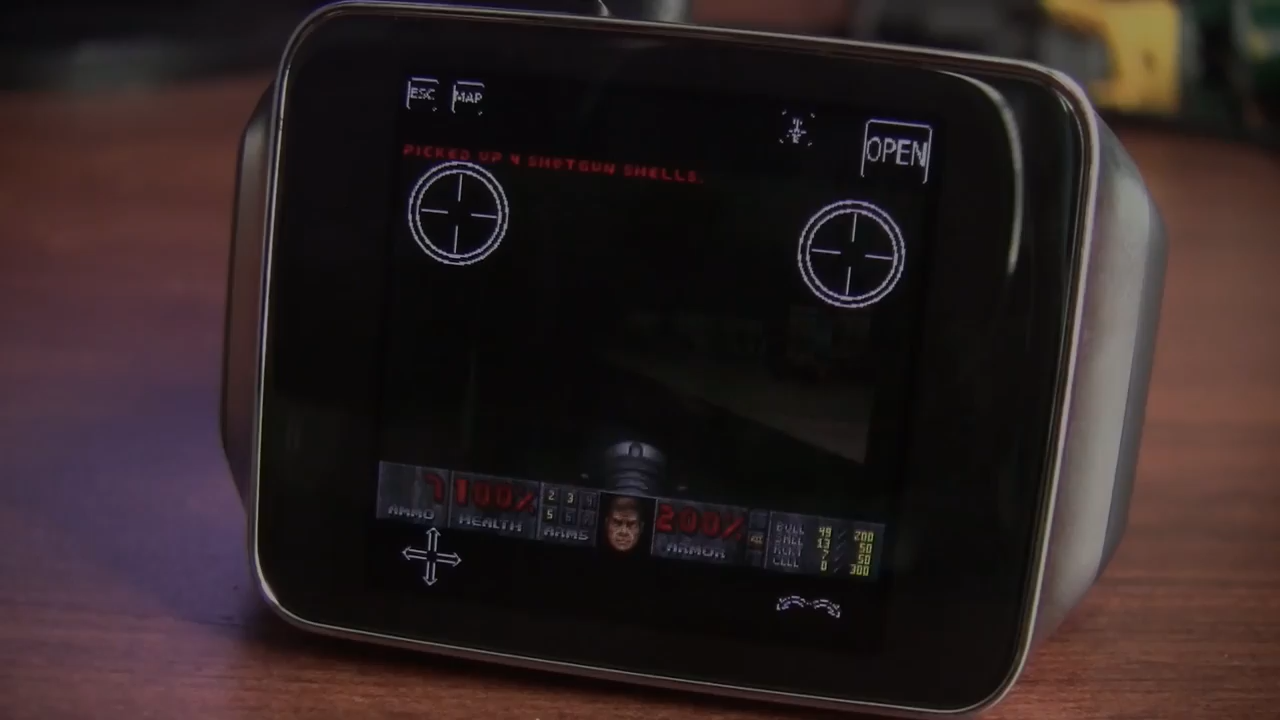 ESC MAP
OPEN
PICKED UP 4 SHOTGUN SHELLS.
7 100% 2 3 4 200%
5
AMMO HEALTH ARMS ARMOR
BULL 49 / 200
SHEL 13 / 50
RCKT 7 / 50
CELL 0 / 300